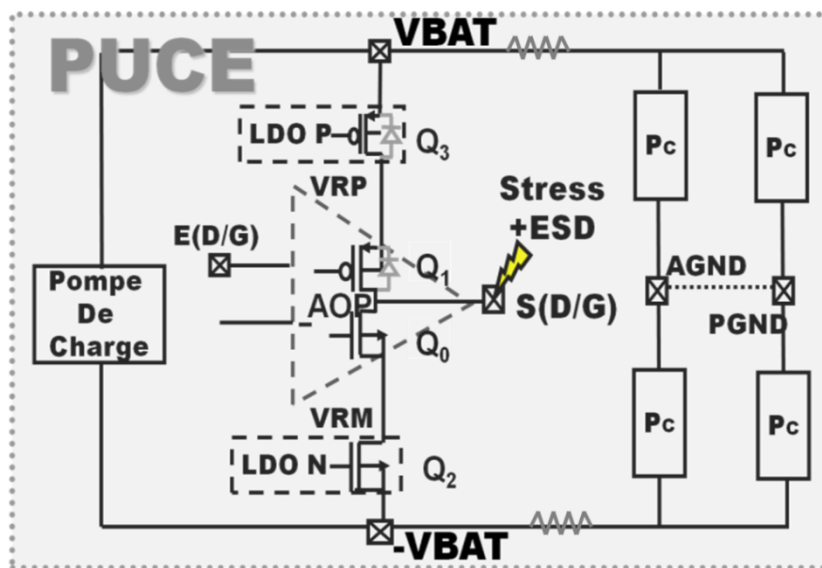 PUCE
VBAT
LDO P
Q3
VRP
Stress
+ESD
E(D/G)
Q1
Pompe
De
Charge
AOP
-
S(D/G)
Q0
VRM
LDO N
Q2
-VBAT
Pc
Pc
AGND
PGND
Pc
Pc